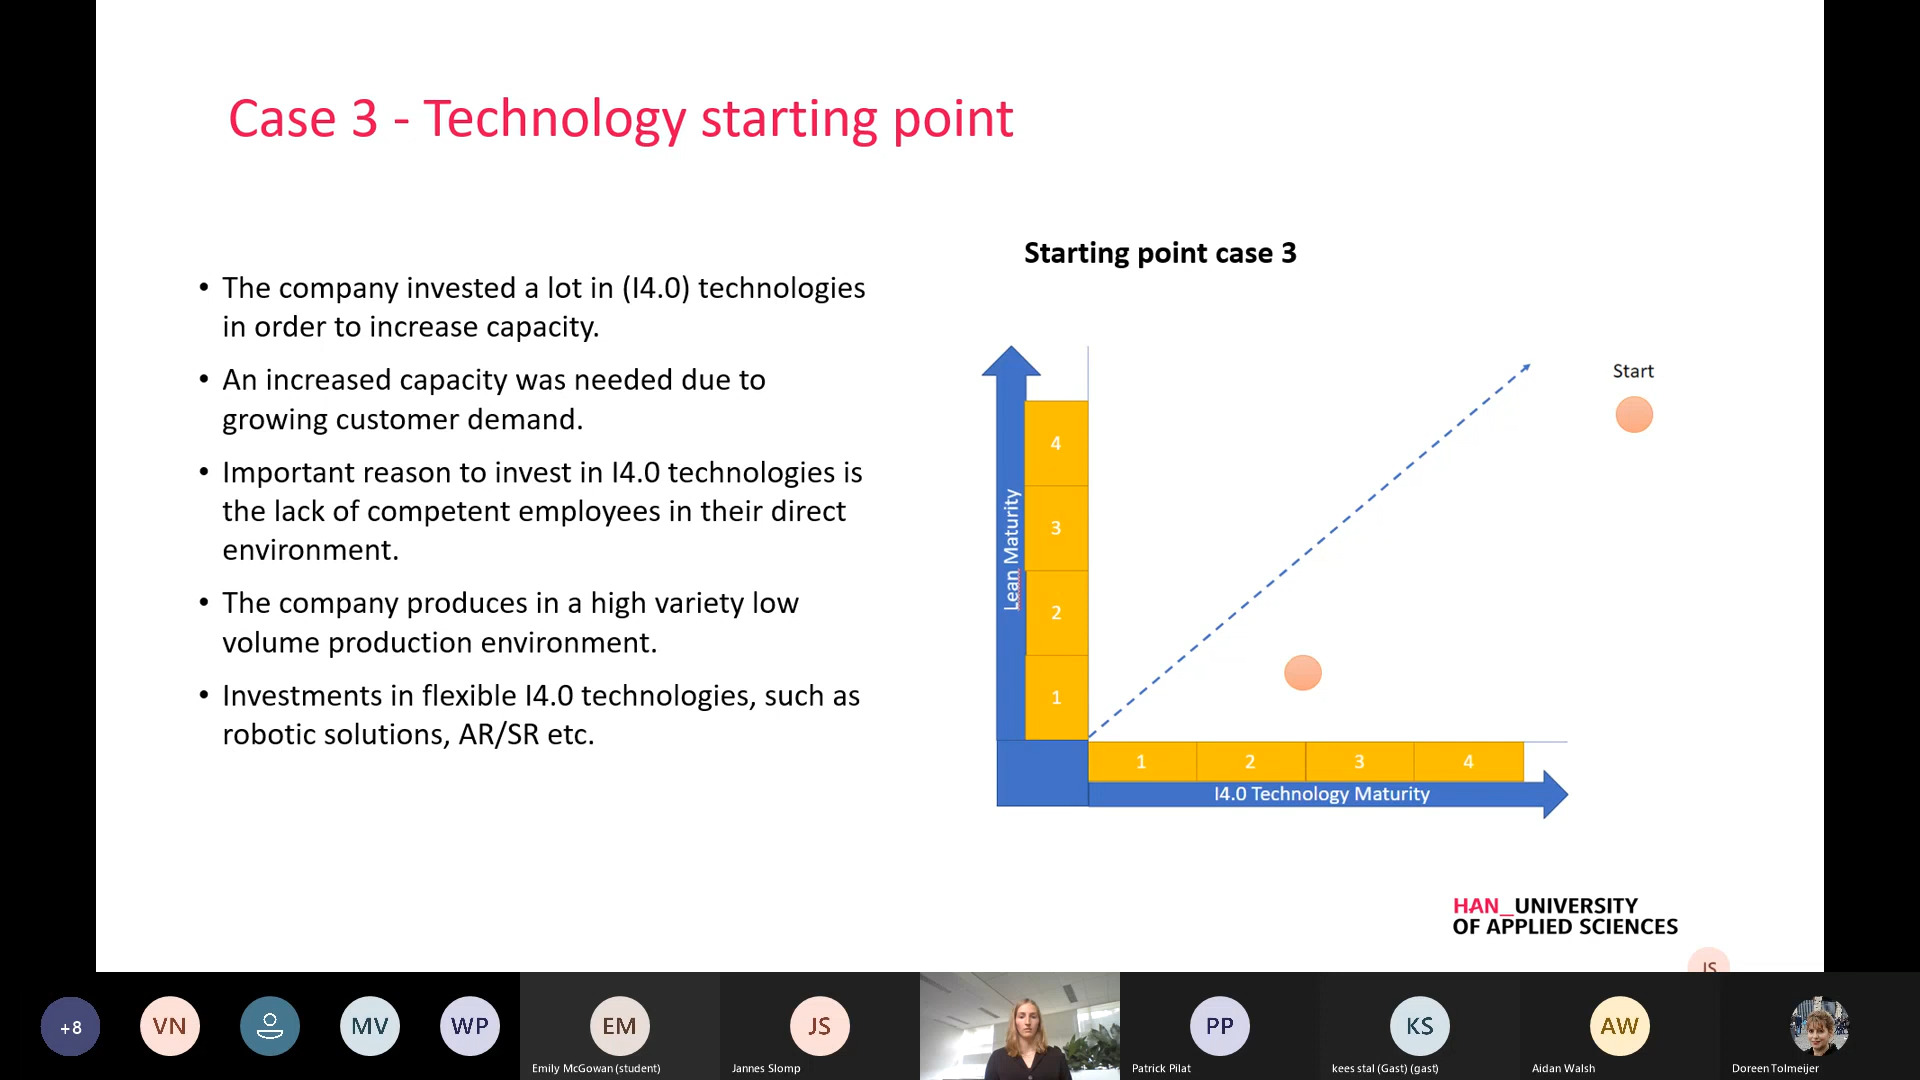 Case 3 - Technology starting point
• The company invested a lot in (I4.0) technologies
in order to increase capacity.
• An increased capacity was needed due to
growing customer demand.
• Important reason to invest in I4.0 technologies is
the lack of competent employees in their direct
environment.
• The company produces in a high variety low
volume production environment.
• Investments in flexible I4.0 technologies, such as
robotic solutions, AR/SR etc.
Starting point case 3
Start
Lean Maturity
4
3
2
1
1 2 3 4
I4.0 Technology Maturity
HAN_UNIVERSITY
OF APPLIED SCIENCES
JS
+8 VN MV WP EM JS PP KS AW
Emily McGowan (student) Jannes Slomp Patrick Pilat kees stal (Gast) (gast) Aidan Walsh Doreen Tolmeijer